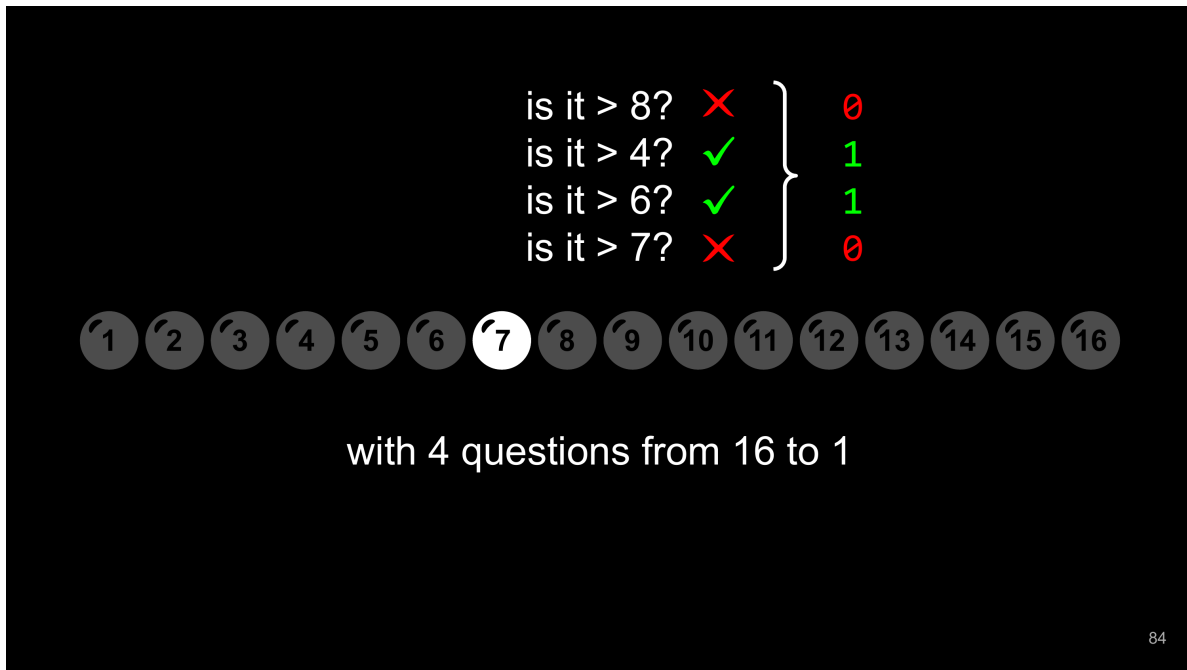 is it > 8? ✗ 0
is it > 4? ✓ 1
is it > 6? ✓ 1
is it > 7? ✗ 0
1 2 3 4 5 6 7 8 9 10 11 12 13 14 15 16
with 4 questions from 16 to 1
84